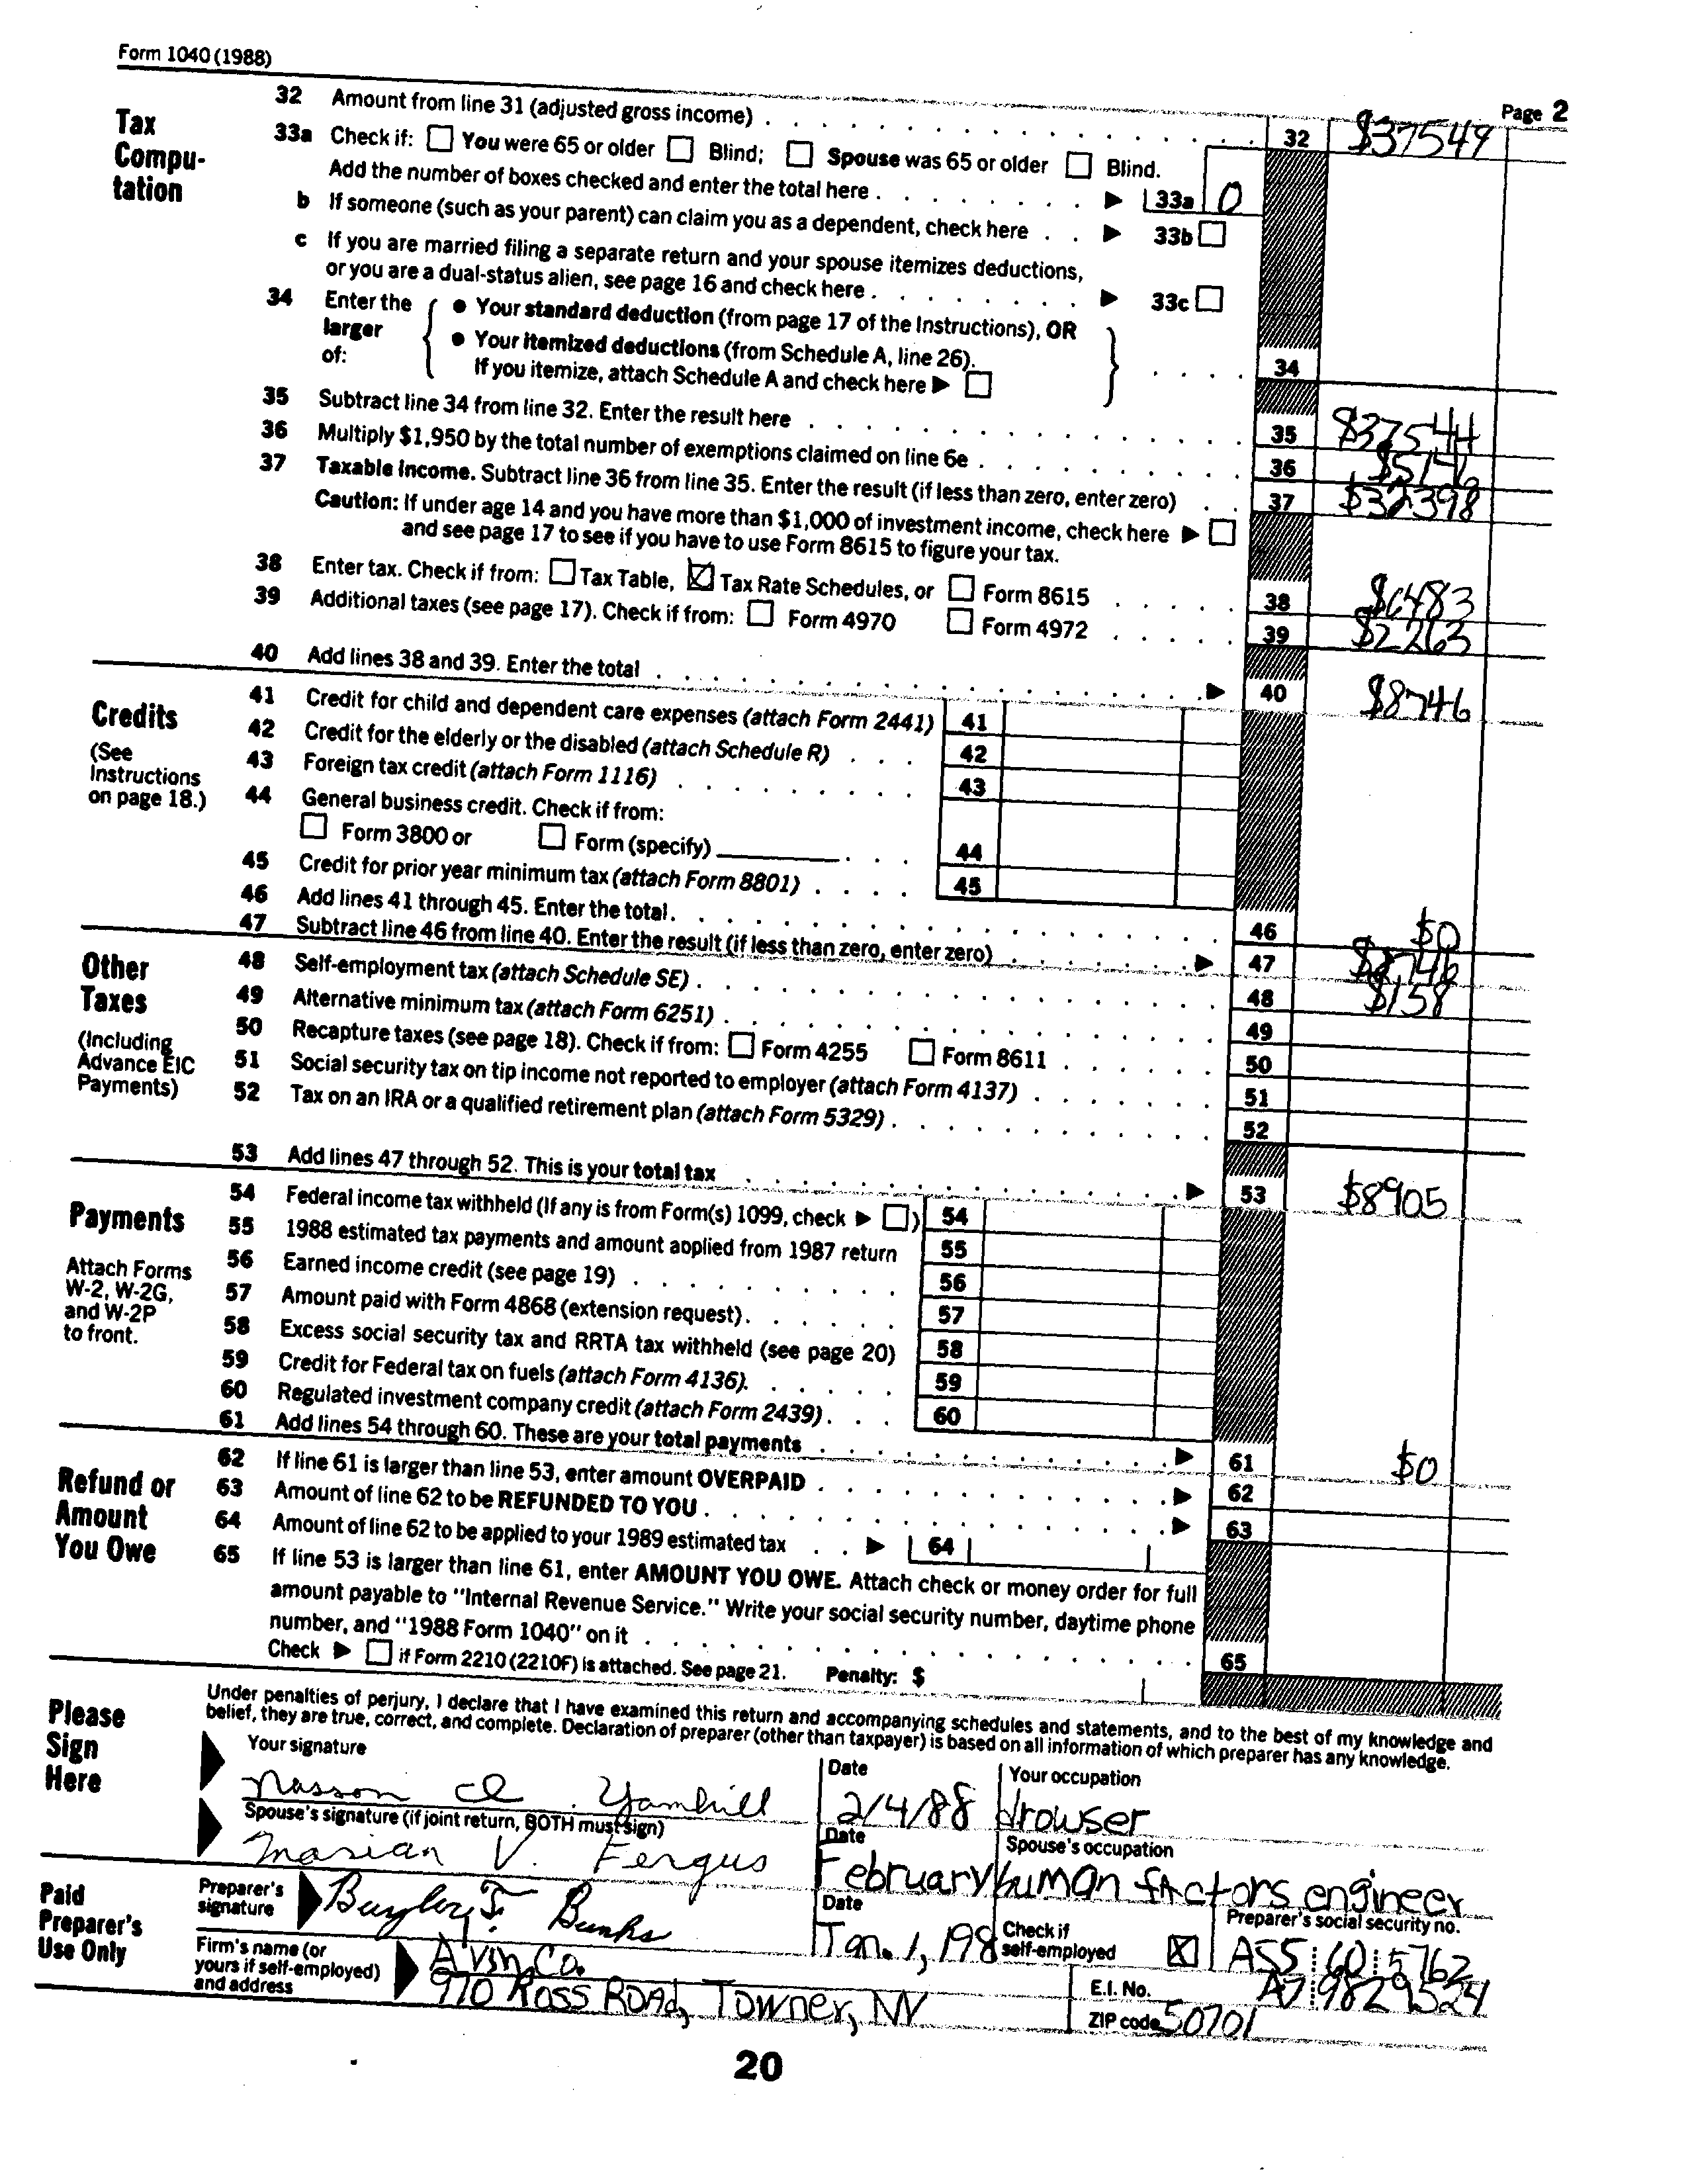 Form 1040 (1988)
Page 2
Tax Compu-tation
32 Amount from line 31 (adjusted gross income) 32 $37549
33a Check if: You were 65 or older Blind; Spouse was 65 or older Blind.
Add the number of boxes checked and enter the total here 33a 0
b If someone (such as your parent) can claim you as a dependent, check here 33b
c If you are married filing a separate return and your spouse itemizes deductions,
or you are a dual-status alien, see page 16 and check here 33c
34 Enter the larger of:
• Your standard deduction (from page 17 of the Instructions), OR
• Your itemized deductions (from Schedule A, line 26).
If you itemize, attach Schedule A and check here 34
35 Subtract line 34 from line 32. Enter the result here 35 $37544
36 Multiply $1,950 by the total number of exemptions claimed on line 6e 36 $5146
37 Taxable income. Subtract line 36 from line 35. Enter the result (if less than zero, enter zero) 37 $32398
Caution: If under age 14 and you have more than $1,000 of investment income, check here
and see page 17 to see if you have to use Form 8615 to figure your tax.
38 Enter tax. Check if from: Tax Table, Tax Rate Schedules, or Form 8615 38 $6483
39 Additional taxes (see page 17). Check if from: Form 4970 Form 4972 39 $2263
40 Add lines 38 and 39. Enter the total 40 $8746
Credits
(See Instructions on page 18.)
41 Credit for child and dependent care expenses (attach Form 2441) 41
42 Credit for the elderly or the disabled (attach Schedule R) 42
43 Foreign tax credit (attach Form 1116) 43
44 General business credit. Check if from:
Form 3800 or Form (specify) 44
45 Credit for prior year minimum tax (attach Form 8801) 45
46 Add lines 41 through 45. Enter the total 46 $0
47 Subtract line 46 from line 40. Enter the result (if less than zero, enter zero) 47 $8746
Other Taxes
(Including Advance EIC Payments)
48 Self-employment tax (attach Schedule SE) 48 $158
49 Alternative minimum tax (attach Form 6251) 49
50 Recapture taxes (see page 18). Check if from: Form 4255 Form 8611 50
51 Social security tax on tip income not reported to employer (attach Form 4137) 51
52 Tax on an IRA or a qualified retirement plan (attach Form 5329) 52
53 Add lines 47 through 52. This is your total tax 53 $8905
Payments
Attach Forms W-2, W-2G, and W-2P to front.
54 Federal income tax withheld (If any is from Form(s) 1099, check ) 54
55 1988 estimated tax payments and amount applied from 1987 return 55
56 Earned income credit (see page 19) 56
57 Amount paid with Form 4868 (extension request) 57
58 Excess social security tax and RRTA tax withheld (see page 20) 58
59 Credit for Federal tax on fuels (attach Form 4136) 59
60 Regulated investment company credit (attach Form 2439) 60
61 Add lines 54 through 60. These are your total payments 61 $0
Refund or Amount You Owe
62 If line 61 is larger than line 53, enter amount OVERPAID 62
63 Amount of line 62 to be REFUNDED TO YOU 63
64 Amount of line 62 to be applied to your 1989 estimated tax 64
65 If line 53 is larger than line 61, enter AMOUNT YOU OWE. Attach check or money order for full
amount payable to "Internal Revenue Service." Write your social security number, daytime phone
number, and "1988 Form 1040" on it 65
Check if Form 2210 (2210F) is attached. See page 21. Penalty: $
Please Sign Here
Under penalties of perjury, I declare that I have examined this return and accompanying schedules and statements, and to the best of my knowledge and
belief, they are true, correct, and complete. Declaration of preparer (other than taxpayer) is based on all information of which preparer has any knowledge.
Your signature Date Your occupation
Nasson Yamhill 2/4/88 drowser
Spouse's signature (if joint return, BOTH must sign) Date Spouse's occupation
Marian V. Fergus February human factors engineer
Paid Preparer's Use Only
Preparer's signature Bunks
Date Jan. 1, 198
Check if self-employed X
Preparer's social security no. A55 60 5762
Firm's name (or yours if self-employed) and address
A'vin Co.
970 Ross Road, Towner, NY
E.I. No. A7 9829524
ZIP code 50701
20